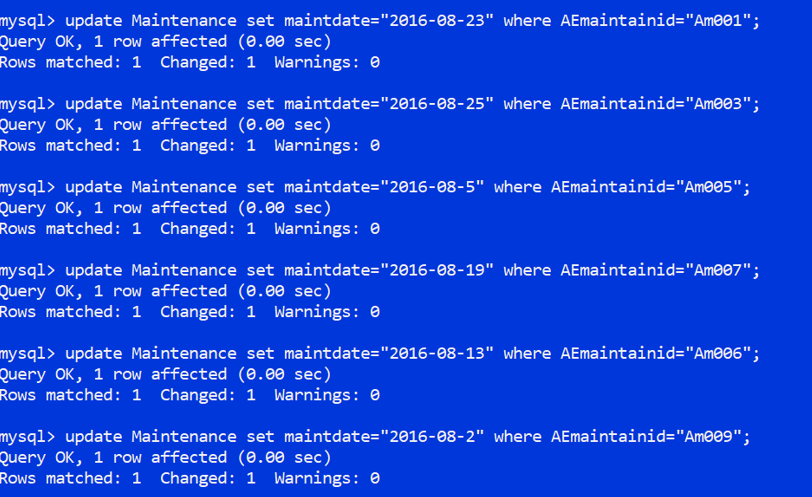 mysql> update Maintenance set maintdate="2016-08-23" where AEmaintainid="Am001";
Query OK, 1 row affected (0.00 sec)
Rows matched: 1  Changed: 1  Warnings: 0
mysql> update Maintenance set maintdate="2016-08-25" where AEmaintainid="Am003";
Query OK, 1 row affected (0.00 sec)
Rows matched: 1  Changed: 1  Warnings: 0
mysql> update Maintenance set maintdate="2016-08-5" where AEmaintainid="Am005";
Query OK, 1 row affected (0.00 sec)
Rows matched: 1  Changed: 1  Warnings: 0
mysql> update Maintenance set maintdate="2016-08-19" where AEmaintainid="Am007";
Query OK, 1 row affected (0.00 sec)
Rows matched: 1  Changed: 1  Warnings: 0
mysql> update Maintenance set maintdate="2016-08-13" where AEmaintainid="Am006";
Query OK, 1 row affected (0.00 sec)
Rows matched: 1  Changed: 1  Warnings: 0
mysql> update Maintenance set maintdate="2016-08-2" where AEmaintainid="Am009";
Query OK, 1 row affected (0.00 sec)
Rows matched: 1  Changed: 1  Warnings: 0